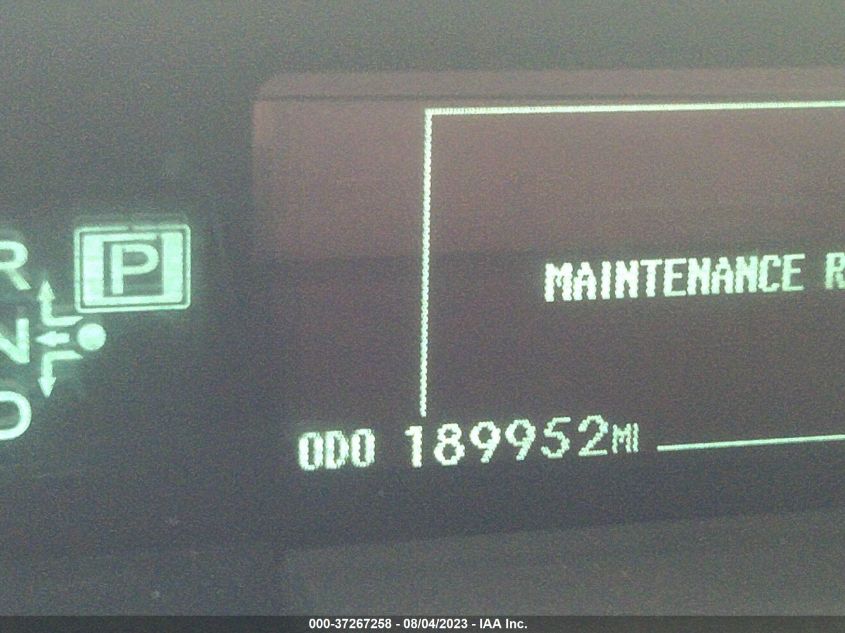 R
P
N
D
MAINTENANCE R
ODO 189952MI
000-37267258 - 08/04/2023 - IAA Inc.